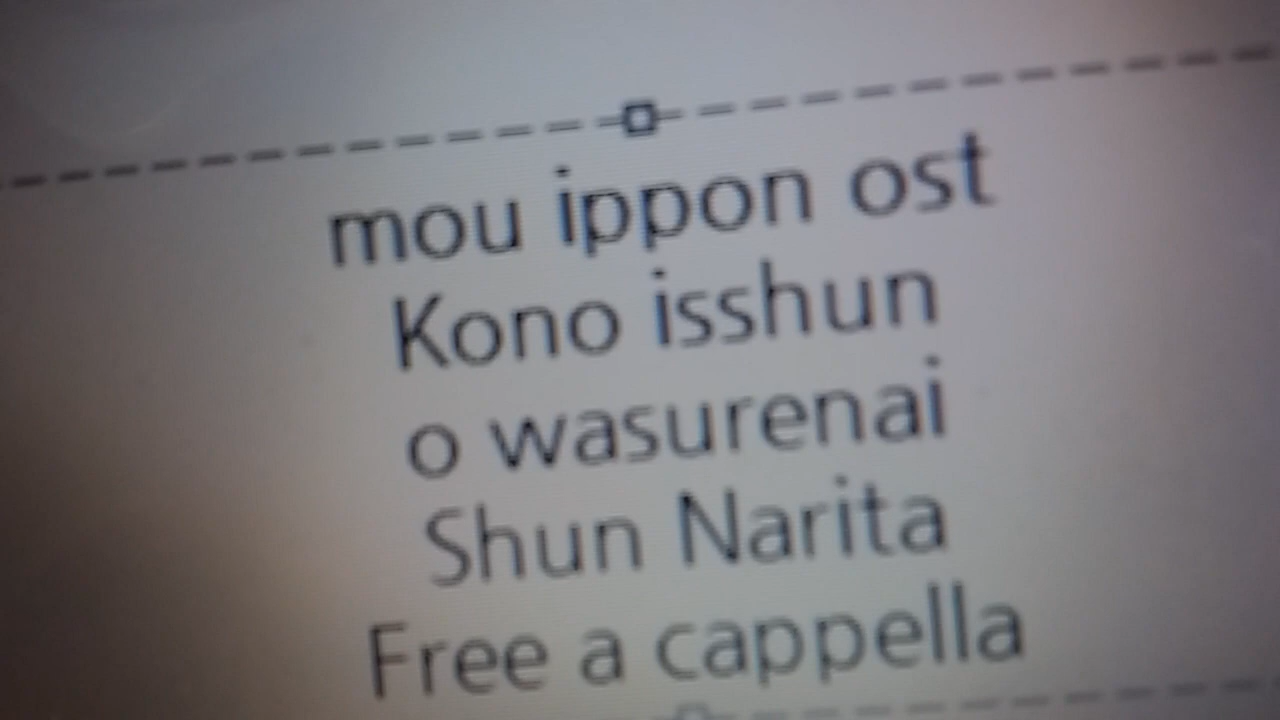 mou ippon ost
Kono isshun
o wasurenai
Shun Narita
Free a cappella